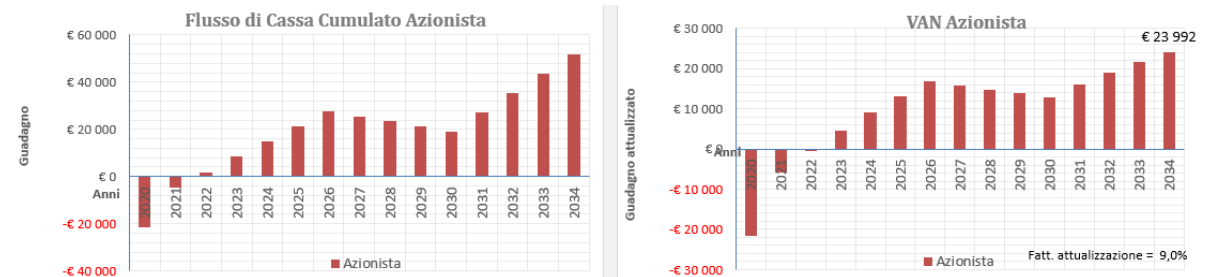 Flusso di Cassa Cumulato Azionista
€ 60 000
€ 40 000
€ 20 000
€ 0
-€ 20 000
-€ 40 000
Guadagno
Anni
2020 2021 2022 2023 2024 2025 2026 2027 2028 2029 2030 2031 2032 2033 2034
Azionista
VAN Azionista
€ 23 992
€ 30 000
€ 20 000
€ 10 000
€ 0
-€ 10 000
-€ 20 000
-€ 30 000
Guadagno attualizzato
Anni
2020 2021 2022 2023 2024 2025 2026 2027 2028 2029 2030 2031 2032 2033 2034
Azionista
Fatt. attualizzazione = 9,0%